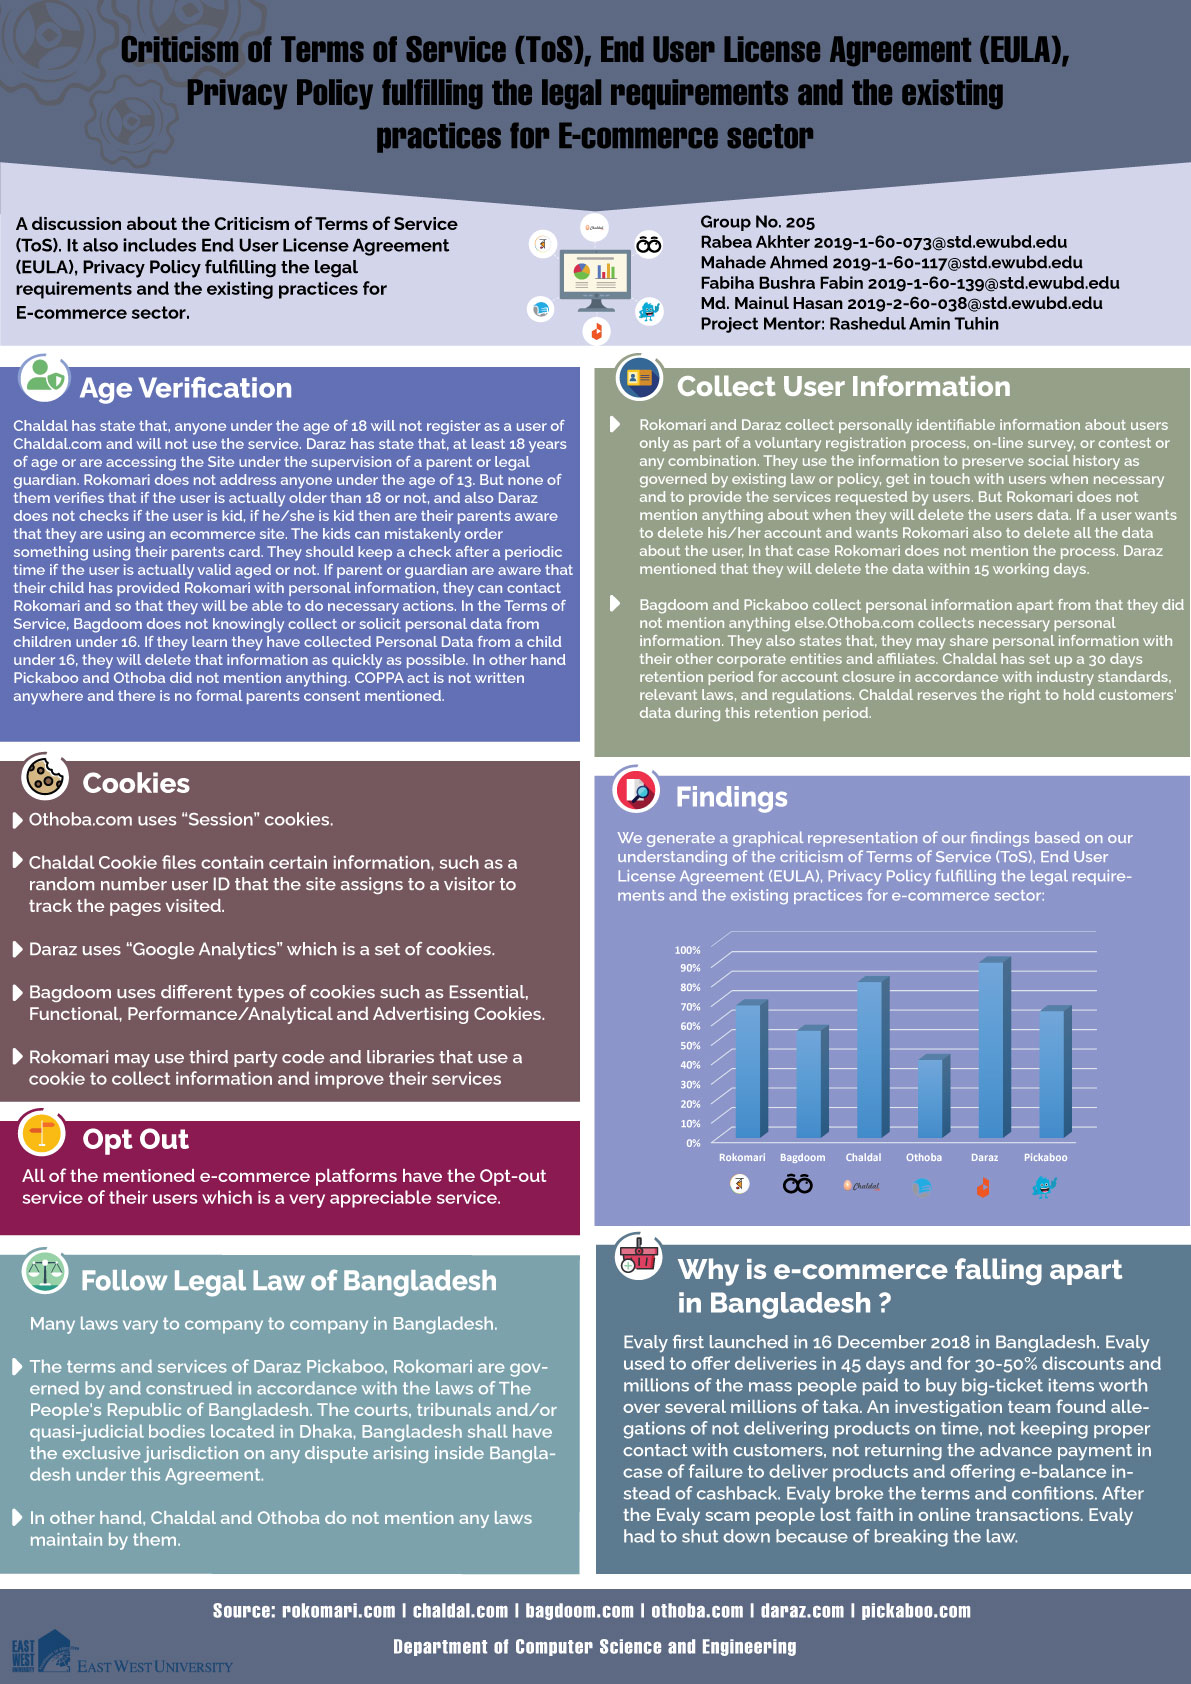 Criticism of Terms of Service (ToS), End User License Agreement (EULA),
Privacy Policy fulfilling the legal requirements and the existing
practices for E-commerce sector
A discussion about the Criticism of Terms of Service
(ToS). It also includes End User License Agreement
(EULA), Privacy Policy fulfilling the legal
requirements and the existing practices for
E-commerce sector.
Chaldal
Group No. 205
Rabea Akhter 2019-1-60-073@std.ewubd.edu
Mahade Ahmed 2019-1-60-117@std.ewubd.edu
Fabiha Bushra Fabin 2019-1-60-139@std.ewubd.edu
Md. Mainul Hasan 2019-2-60-038@std.ewubd.edu
Project Mentor: Rashedul Amin Tuhin
Age Verification
Chaldal has state that, anyone under the age of 18 will not register as a user of
Chaldal.com and will not use the service. Daraz has state that, at least 18 years
of age or are accessing the Site under the supervision of a parent or legal
guardian. Rokomari does not address anyone under the age of 13. But none of
them verifies that if the user is actually older than 18 or not, and also Daraz
does not checks if the user is kid, if he/she is kid then are their parents aware
that they are using an ecommerce site. The kids can mistakenly order
something using their parents card. They should keep a check after a periodic
time if the user is actually valid aged or not. If parent or guardian are aware that
their child has provided Rokomari with personal information, they can contact
Rokomari and so that they will be able to do necessary actions. In the Terms of
Service, Bagdoom does not knowingly collect or solicit personal data from
children under 16. If they learn they have collected Personal Data from a child
under 16, they will delete that information as quickly as possible. In other hand
Pickaboo and Othoba did not mention anything. COPPA act is not written
anywhere and there is no formal parents consent mentioned.
Collect User Information
Rokomari and Daraz collect personally identifiable information about users
only as part of a voluntary registration process, on-line survey, or contest or
any combination. They use the information to preserve social history as
governed by existing law or policy, get in touch with users when necessary
and to provide the services requested by users. But Rokomari does not
mention anything about when they will delete the users data. If a user wants
to delete his/her account and wants Rokomari also to delete all the data
about the user, In that case Rokomari does not mention the process. Daraz
mentioned that they will delete the data within 15 working days.
Bagdoom and Pickaboo collect personal information apart from that they did
not mention anything else.Othoba.com collects necessary personal
information. They also states that, they may share personal information with
their other corporate entities and affiliates. Chaldal has set up a 30 days
retention period for account closure in accordance with industry standards,
relevant laws, and regulations. Chaldal reserves the right to hold customers'
data during this retention period.
Cookies
Othoba.com uses “Session” cookies.
Chaldal Cookie files contain certain information, such as a
random number user ID that the site assigns to a visitor to
track the pages visited.
Daraz uses “Google Analytics” which is a set of cookies.
Bagdoom uses different types of cookies such as Essential,
Functional, Performance/Analytical and Advertising Cookies.
Rokomari may use third party code and libraries that use a
cookie to collect information and improve their services
Opt Out
All of the mentioned e-commerce platforms have the Opt-out
service of their users which is a very appreciable service.
Follow Legal Law of Bangladesh
Many laws vary to company to company in Bangladesh.
The terms and services of Daraz Pickaboo, Rokomari are gov-
erned by and construed in accordance with the laws of The
People's Republic of Bangladesh. The courts, tribunals and/or
quasi-judicial bodies located in Dhaka, Bangladesh shall have
the exclusive jurisdiction on any dispute arising inside Bangla-
desh under this Agreement.
In other hand, Chaldal and Othoba do not mention any laws
maintain by them.
Findings
We generate a graphical representation of our findings based on our
understanding of the criticism of Terms of Service (ToS), End User
License Agreement (EULA), Privacy Policy fulfilling the legal require-
ments and the existing practices for e-commerce sector:
100%
90%
80%
70%
60%
50%
40%
30%
20%
10%
0%
Rokomari Bagdoom Chaldal Othoba Daraz Pickaboo
Chaldal
Why is e-commerce falling apart
in Bangladesh ?
Evaly first launched in 16 December 2018 in Bangladesh. Evaly
used to offer deliveries in 45 days and for 30-50% discounts and
millions of the mass people paid to buy big-ticket items worth
over several millions of taka. An investigation team found alle-
gations of not delivering products on time, not keeping proper
contact with customers, not returning the advance payment in
case of failure to deliver products and offering e-balance in-
stead of cashback. Evaly broke the terms and confitions. After
the Evaly scam people lost faith in online transactions. Evaly
had to shut down because of breaking the law.
Source: rokomari.com | chaldal.com | bagdoom.com | othoba.com | daraz.com | pickaboo.com
Department of Computer Science and Engineering
EAST
WEST
UNIVERSITY
EAST WEST UNIVERSITY